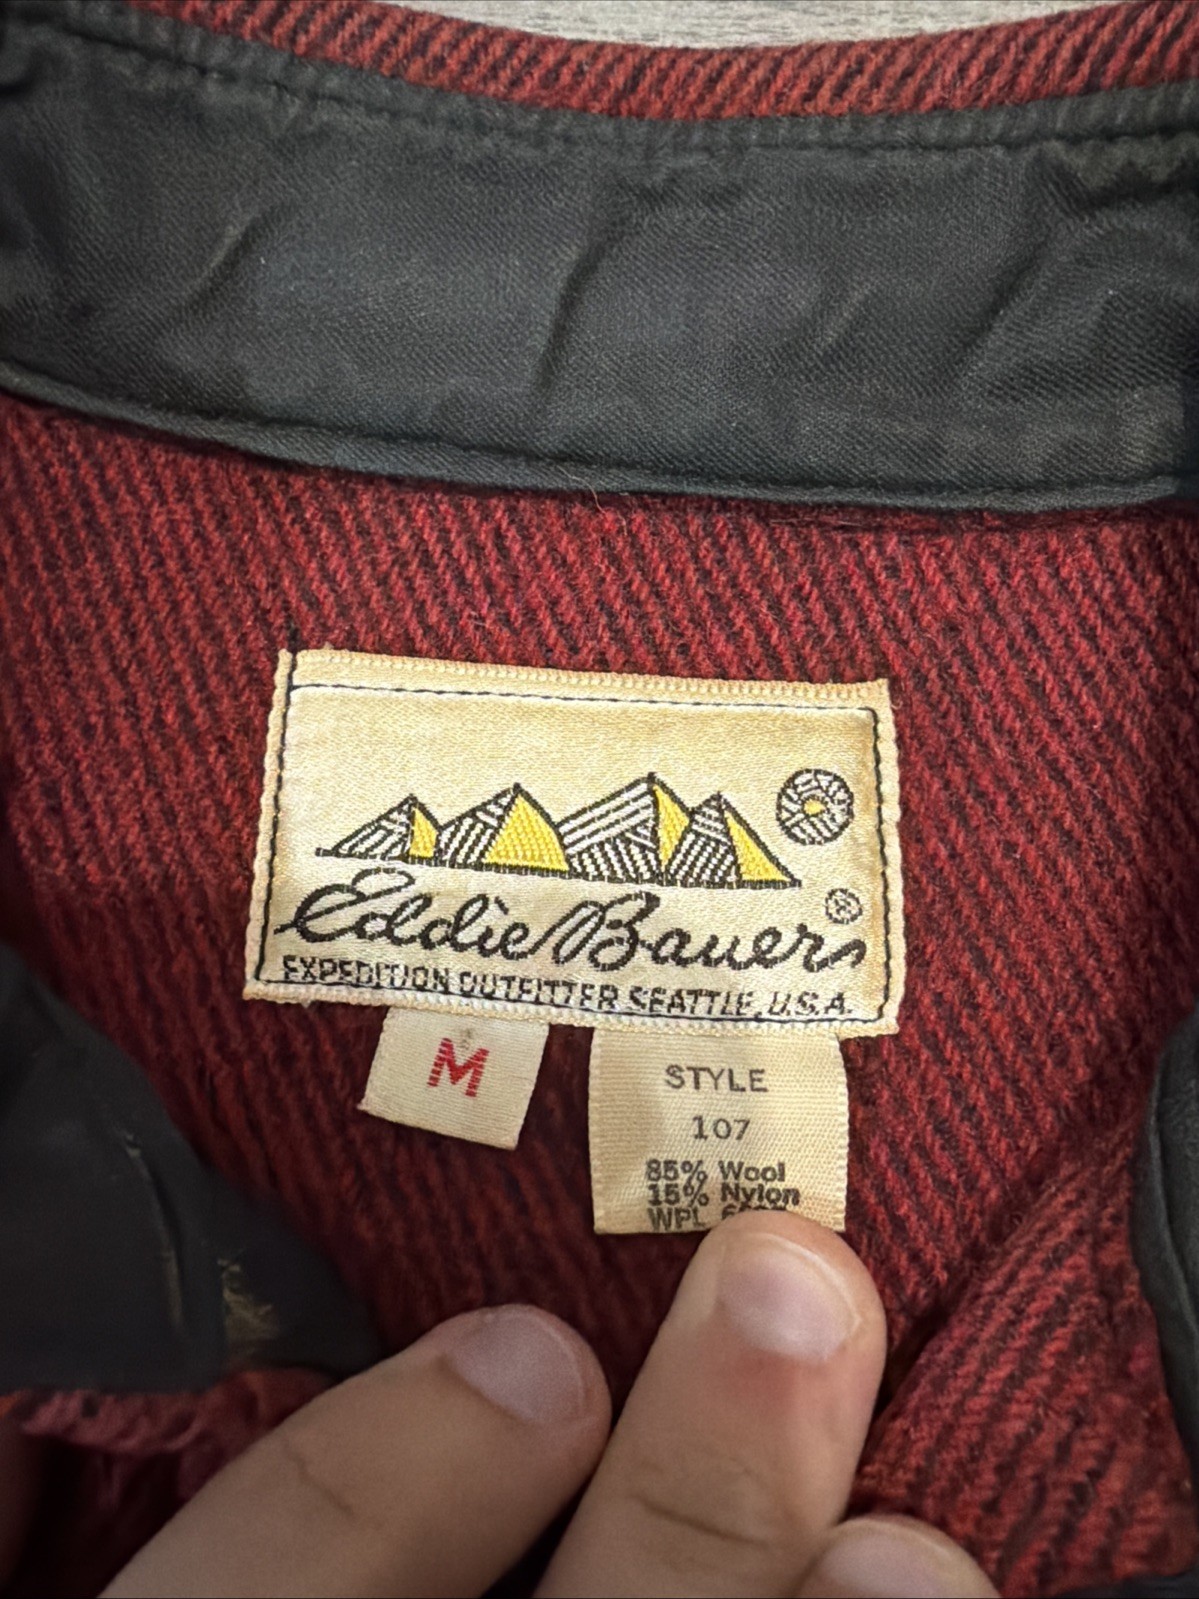 Eddie Bauer
®
EXPEDITION OUTFITTER SEATTLE, U.S.A.
M
STYLE
107
85% Wool
15% Nylon
WPL